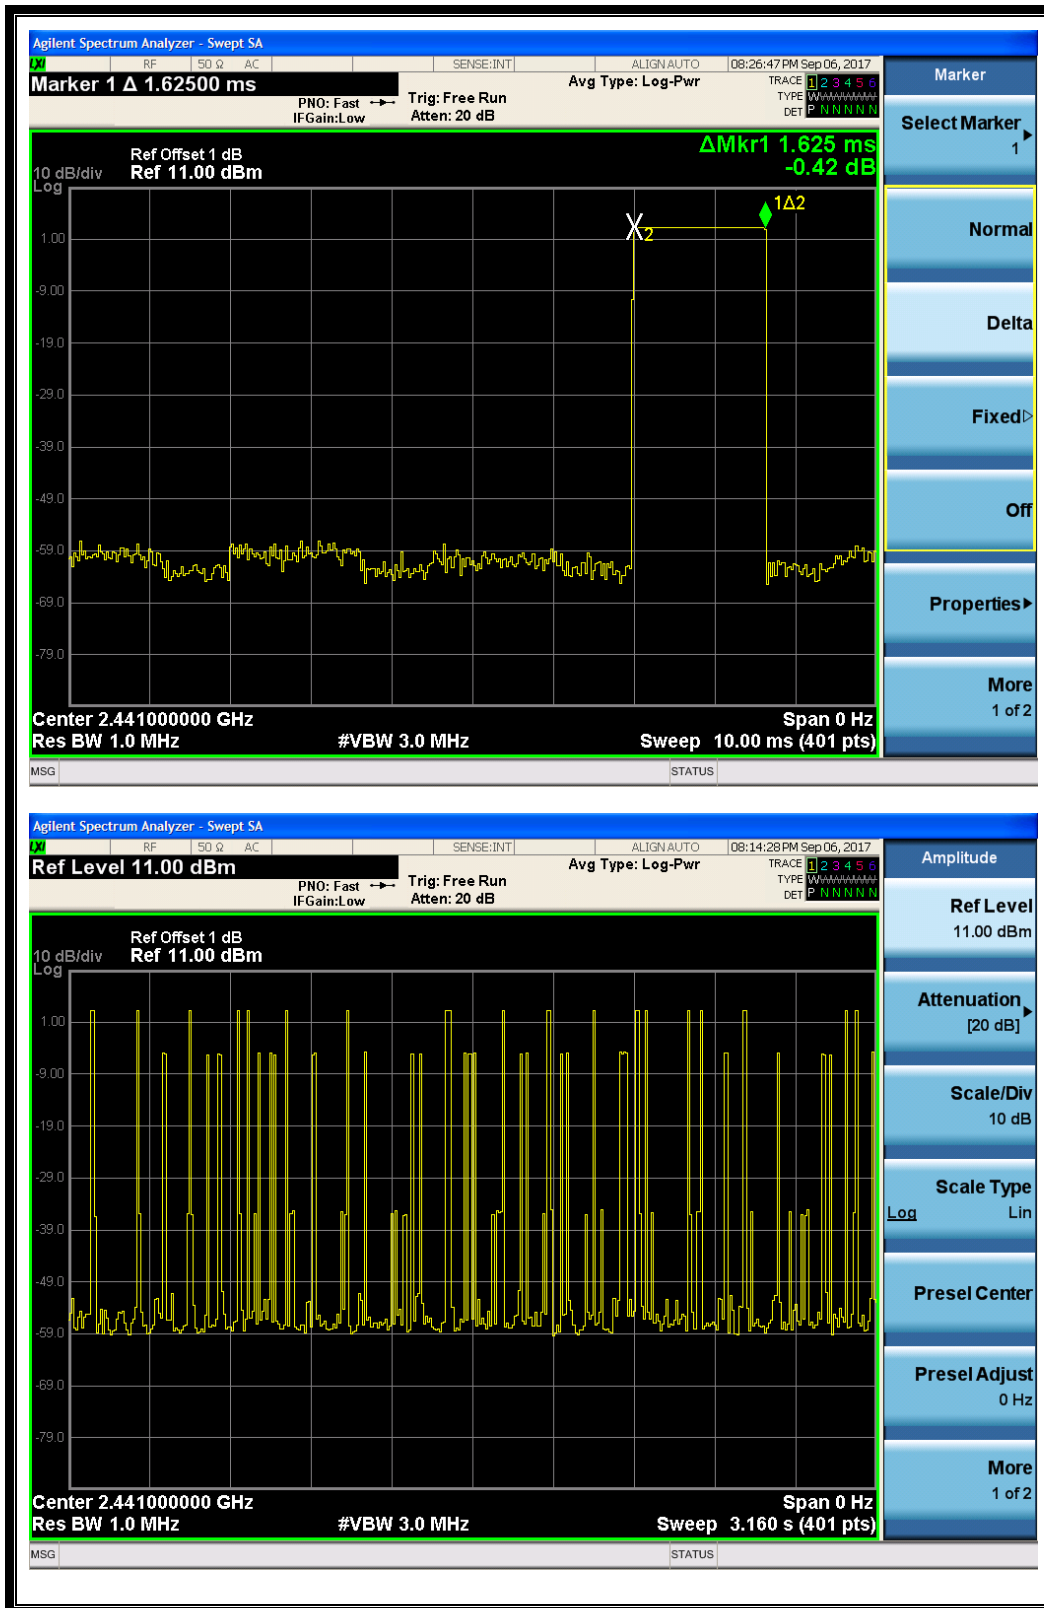 Agilent Spectrum Analyzer - Swept SA
LXI RF 50 Ω AC SENSE:INT ALIGN AUTO 08:26:47 PM Sep 06, 2017
Marker 1 Δ 1.62500 ms
PNO: Fast
IFGain:Low
Trig: Free Run
Atten: 20 dB
Avg Type: Log-Pwr
TRACE 1 2 3 4 5 6
TYPE WWWWWW
DET P N N N N N
ΔMkr1 1.625 ms
-0.42 dB
Ref Offset 1 dB
10 dB/div Ref 11.00 dBm
Log
1Δ2
2
1.00
-9.00
-19.0
-29.0
-39.0
-49.0
-59.0
-69.0
-79.0
Center 2.441000000 GHz Span 0 Hz
Res BW 1.0 MHz #VBW 3.0 MHz Sweep 10.00 ms (401 pts)
MSG STATUS
Marker
Select Marker
1
Normal
Delta
Fixed
Off
Properties
More
1 of 2
Agilent Spectrum Analyzer - Swept SA
LXI RF 50 Ω AC SENSE:INT ALIGN AUTO 08:14:28 PM Sep 06, 2017
Ref Level 11.00 dBm
PNO: Fast
IFGain:Low
Trig: Free Run
Atten: 20 dB
Avg Type: Log-Pwr
TRACE 1 2 3 4 5 6
TYPE WWWWWW
DET P N N N N N
Ref Offset 1 dB
10 dB/div Ref 11.00 dBm
Log
1.00
-9.00
-19.0
-29.0
-39.0
-49.0
-59.0
-69.0
-79.0
Center 2.441000000 GHz Span 0 Hz
Res BW 1.0 MHz #VBW 3.0 MHz Sweep 3.160 s (401 pts)
MSG STATUS
Amplitude
Ref Level
11.00 dBm
Attenuation
[20 dB]
Scale/Div
10 dB
Scale Type
Log Lin
Presel Center
Presel Adjust
0 Hz
More
1 of 2